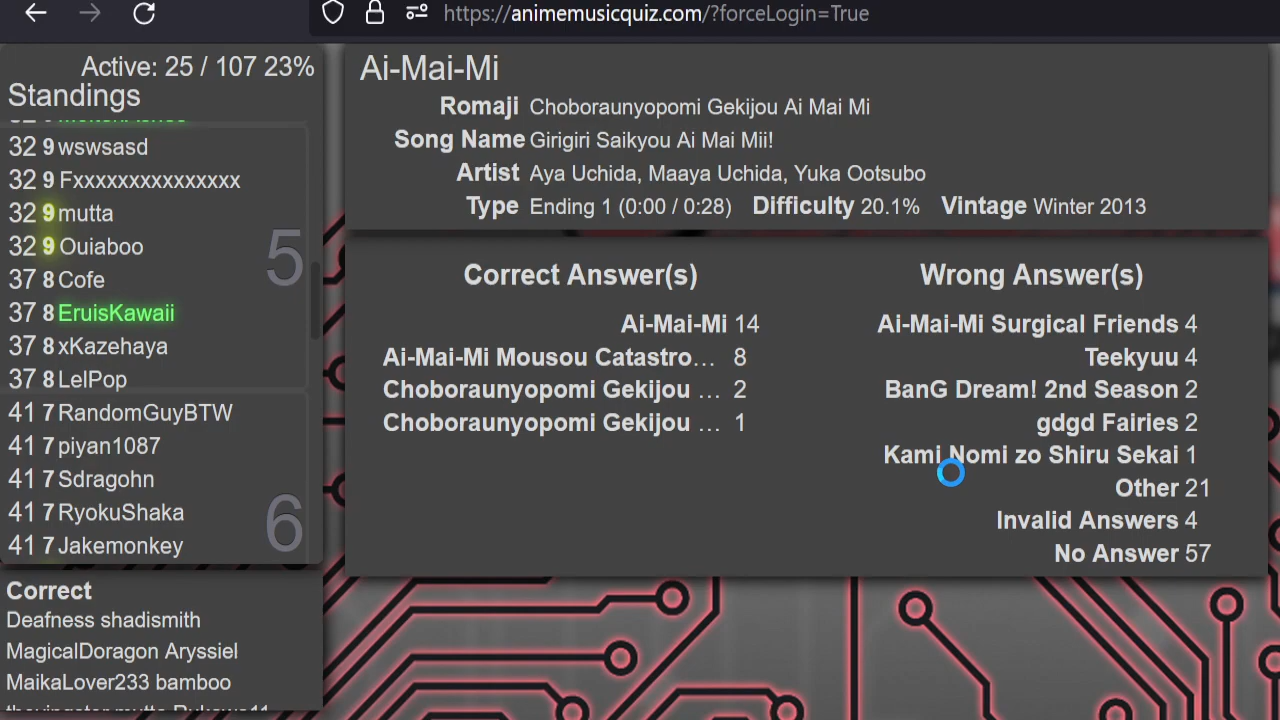 https://animemusicquiz.com/?forceLogin=True
Active: 25 / 107 23%
Standings
32 9 wswsasd
32 9 Fxxxxxxxxxxxxxxx
32 9 mutta
32 9 Ouiaboo
5
37 8 Cofe
37 8 EruisKawaii
37 8 xKazehaya
37 8 LelPop
41 7 RandomGuyBTW
41 7 piyan1087
41 7 Sdragohn
41 7 RyokuShaka
6
41 7 Jakemonkey
Correct
Deafness shadismith
MagicalDoragon Aryssiel
MaikaLover233 bamboo
Ai-Mai-Mi
Romaji Choboraunyopomi Gekijou Ai Mai Mi
Song Name Girigiri Saikyou Ai Mai Mii!
Artist Aya Uchida, Maaya Uchida, Yuka Ootsubo
Type Ending 1 (0:00 / 0:28) Difficulty 20.1% Vintage Winter 2013
Correct Answer(s)
Ai-Mai-Mi 14
Ai-Mai-Mi Mousou Catastro... 8
Choboraunyopomi Gekijou ... 2
Choboraunyopomi Gekijou ... 1
Wrong Answer(s)
Ai-Mai-Mi Surgical Friends 4
Teekyuu 4
BanG Dream! 2nd Season 2
gdgd Fairies 2
Kami Nomi zo Shiru Sekai 1
Other 21
Invalid Answers 4
No Answer 57